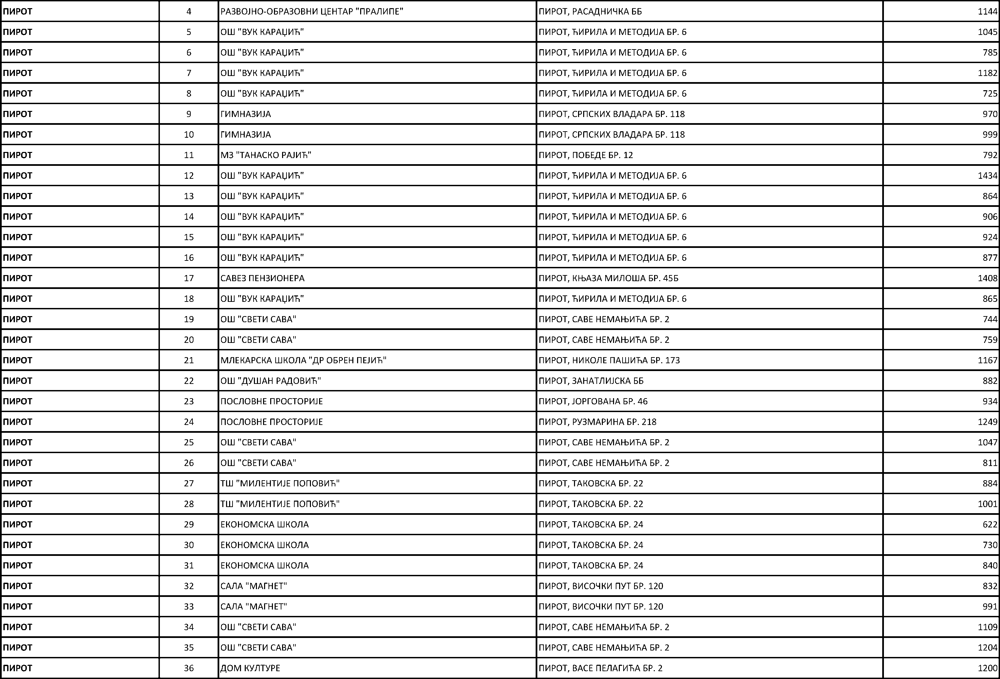 ПИРОТ 4 РАЗВОЈНО-ОБРАЗОВНИ ЦЕНТАР "ПРАЛИПЕ" ПИРОТ, РАСАДНИЧКА ББ 1144
ПИРОТ 5 ОШ "ВУК КАРАЏИЋ" ПИРОТ, ЋИРИЛА И МЕТОДИЈА БР. 6 1045
ПИРОТ 6 ОШ "ВУК КАРАЏИЋ" ПИРОТ, ЋИРИЛА И МЕТОДИЈА БР. 6 785
ПИРОТ 7 ОШ "ВУК КАРАЏИЋ" ПИРОТ, ЋИРИЛА И МЕТОДИЈА БР. 6 1182
ПИРОТ 8 ОШ "ВУК КАРАЏИЋ" ПИРОТ, ЋИРИЛА И МЕТОДИЈА БР. 6 725
ПИРОТ 9 ГИМНАЗИЈА ПИРОТ, СРПСКИХ ВЛАДАРА БР. 118 970
ПИРОТ 10 ГИМНАЗИЈА ПИРОТ, СРПСКИХ ВЛАДАРА БР. 118 999
ПИРОТ 11 МЗ "ТАНАСКО РАЈИЋ" ПИРОТ, ПОБЕДЕ БР. 12 792
ПИРОТ 12 ОШ "ВУК КАРАЏИЋ" ПИРОТ, ЋИРИЛА И МЕТОДИЈА БР. 6 1434
ПИРОТ 13 ОШ "ВУК КАРАЏИЋ" ПИРОТ, ЋИРИЛА И МЕТОДИЈА БР. 6 864
ПИРОТ 14 ОШ "ВУК КАРАЏИЋ" ПИРОТ, ЋИРИЛА И МЕТОДИЈА БР. 6 906
ПИРОТ 15 ОШ "ВУК КАРАЏИЋ" ПИРОТ, ЋИРИЛА И МЕТОДИЈА БР. 6 924
ПИРОТ 16 ОШ "ВУК КАРАЏИЋ" ПИРОТ, ЋИРИЛА И МЕТОДИЈА БР. 6 877
ПИРОТ 17 САВЕЗ ПЕНЗИОНЕРА ПИРОТ, КЊАЗА МИЛОША БР. 45Б 1408
ПИРОТ 18 ОШ "ВУК КАРАЏИЋ" ПИРОТ, ЋИРИЛА И МЕТОДИЈА БР. 6 865
ПИРОТ 19 ОШ "СВЕТИ САВА" ПИРОТ, САВЕ НЕМАЊИЋА БР. 2 744
ПИРОТ 20 ОШ "СВЕТИ САВА" ПИРОТ, САВЕ НЕМАЊИЋА БР. 2 759
ПИРОТ 21 МЛЕКАРСКА ШКОЛА "ДР ОБРЕН ПЕЈИЋ" ПИРОТ, НИКОЛЕ ПАШИЋА БР. 173 1167
ПИРОТ 22 ОШ "ДУШАН РАДОВИЋ" ПИРОТ, ЗАНАТЛИЈСКА ББ 882
ПИРОТ 23 ПОСЛОВНЕ ПРОСТОРИЈЕ ПИРОТ, ЈОРГОВАНА БР. 46 934
ПИРОТ 24 ПОСЛОВНЕ ПРОСТОРИЈЕ ПИРОТ, РУЗМАРИНА БР. 218 1249
ПИРОТ 25 ОШ "СВЕТИ САВА" ПИРОТ, САВЕ НЕМАЊИЋА БР. 2 1047
ПИРОТ 26 ОШ "СВЕТИ САВА" ПИРОТ, САВЕ НЕМАЊИЋА БР. 2 811
ПИРОТ 27 ТШ "МИЛЕНТИЈЕ ПОПОВИЋ" ПИРОТ, ТАКОВСКА БР. 22 884
ПИРОТ 28 ТШ "МИЛЕНТИЈЕ ПОПОВИЋ" ПИРОТ, ТАКОВСКА БР. 22 1001
ПИРОТ 29 ЕКОНОМСКА ШКОЛА ПИРОТ, ТАКОВСКА БР. 24 622
ПИРОТ 30 ЕКОНОМСКА ШКОЛА ПИРОТ, ТАКОВСКА БР. 24 730
ПИРОТ 31 ЕКОНОМСКА ШКОЛА ПИРОТ, ТАКОВСКА БР. 24 840
ПИРОТ 32 САЛА "МАГНЕТ" ПИРОТ, ВИСОЧКИ ПУТ БР. 120 832
ПИРОТ 33 САЛА "МАГНЕТ" ПИРОТ, ВИСОЧКИ ПУТ БР. 120 991
ПИРОТ 34 ОШ "СВЕТИ САВА" ПИРОТ, САВЕ НЕМАЊИЋА БР. 2 1109
ПИРОТ 35 ОШ "СВЕТИ САВА" ПИРОТ, САВЕ НЕМАЊИЋА БР. 2 1204
ПИРОТ 36 ДОМ КУЛТУРЕ ПИРОТ, ВАСЕ ПЕЛАГИЋА БР. 2 1200